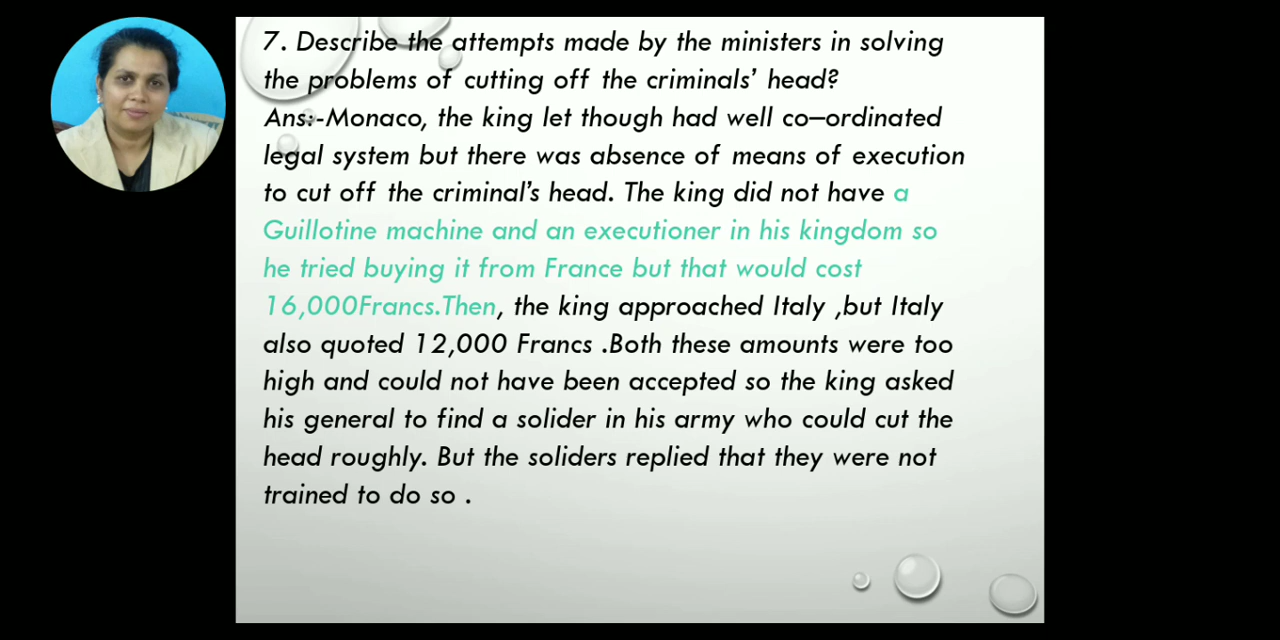 7. Describe the attempts made by the ministers in solving
the problems of cutting off the criminals’ head?
Ans:-Monaco, the king let though had well co–ordinated
legal system but there was absence of means of execution
to cut off the criminal’s head. The king did not have a
Guillotine machine and an executioner in his kingdom so
he tried buying it from France but that would cost
16,000Francs.Then, the king approached Italy ,but Italy
also quoted 12,000 Francs .Both these amounts were too
high and could not have been accepted so the king asked
his general to find a solider in his army who could cut the
head roughly. But the soliders replied that they were not
trained to do so .